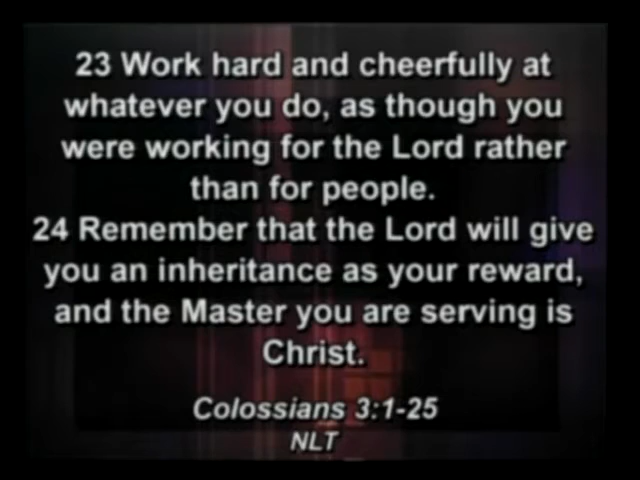 23 Work hard and cheerfully at
whatever you do, as though you
were working for the Lord rather
than for people.
24 Remember that the Lord will give
you an inheritance as your reward,
and the Master you are serving is
Christ.
Colossians 3:1-25
NLT